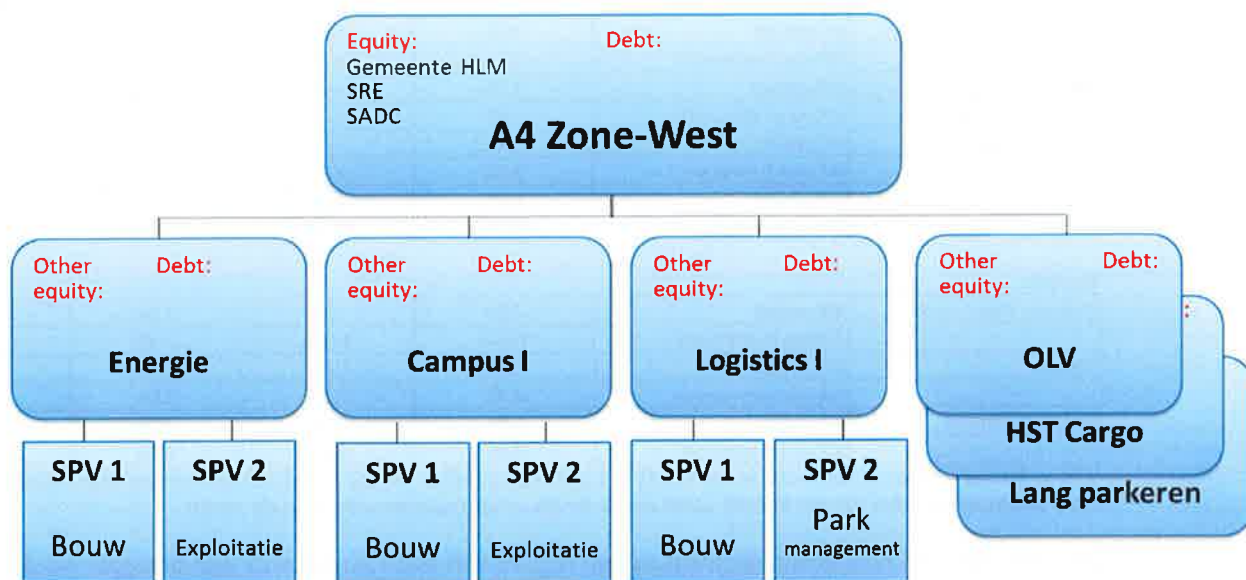 Equity: Debt:
Gemeente HLM
SRE
SADC
A4 Zone-West
Other equity: Debt:
Energie
Other equity: Debt:
Campus I
Other equity: Debt:
Logistics I
Other equity: Debt:
OLV
:
HST Cargo
Lang parkeren
SPV 1
Bouw
SPV 2
Exploitatie
SPV 1
Bouw
SPV 2
Exploitatie
SPV 1
Bouw
SPV 2
Park
management